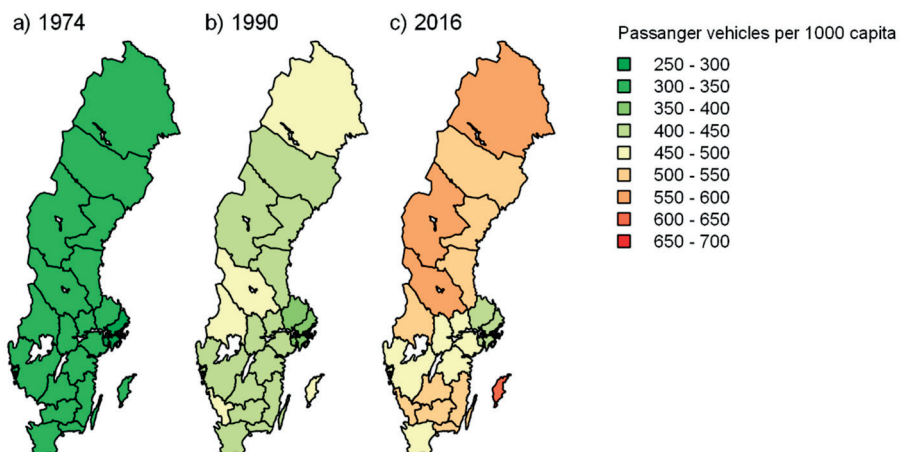 a) 1974
b) 1990
c) 2016
Passanger vehicles per 1000 capita
250 - 300
300 - 350
350 - 400
400 - 450
450 - 500
500 - 550
550 - 600
600 - 650
650 - 700